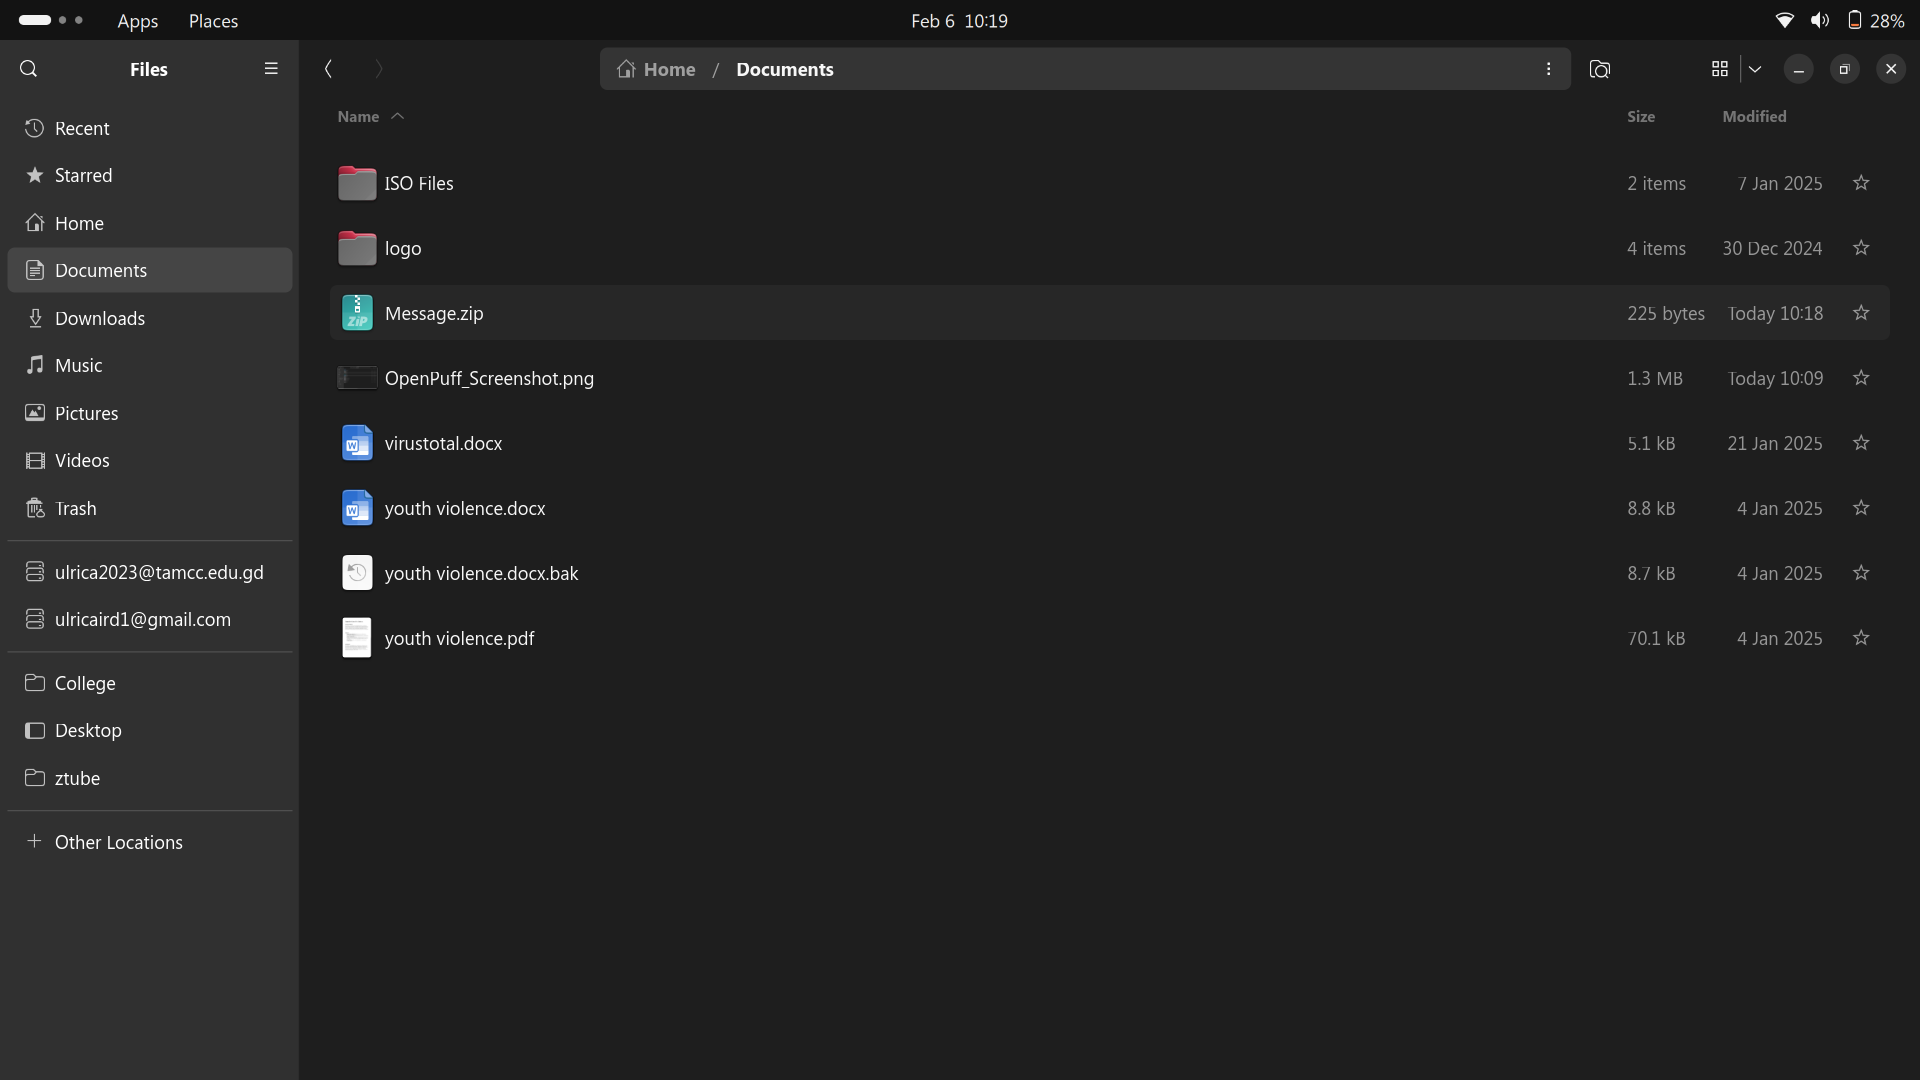 Apps Places Feb 6 10:19 28%
Files Home / Documents
Name Size Modified
Recent
Starred
Home
Documents
Downloads
Music
Pictures
Videos
Trash
ulrica2023@tamcc.edu.gd
ulricaird1@gmail.com
College
Desktop
ztube
Other Locations
ISO Files 2 items 7 Jan 2025
logo 4 items 30 Dec 2024
ZIP Message.zip 225 bytes Today 10:18
OpenPuff_Screenshot.png 1.3 MB Today 10:09
W virustotal.docx 5.1 kB 21 Jan 2025
W youth violence.docx 8.8 kB 4 Jan 2025
youth violence.docx.bak 8.7 kB 4 Jan 2025
youth violence.pdf 70.1 kB 4 Jan 2025